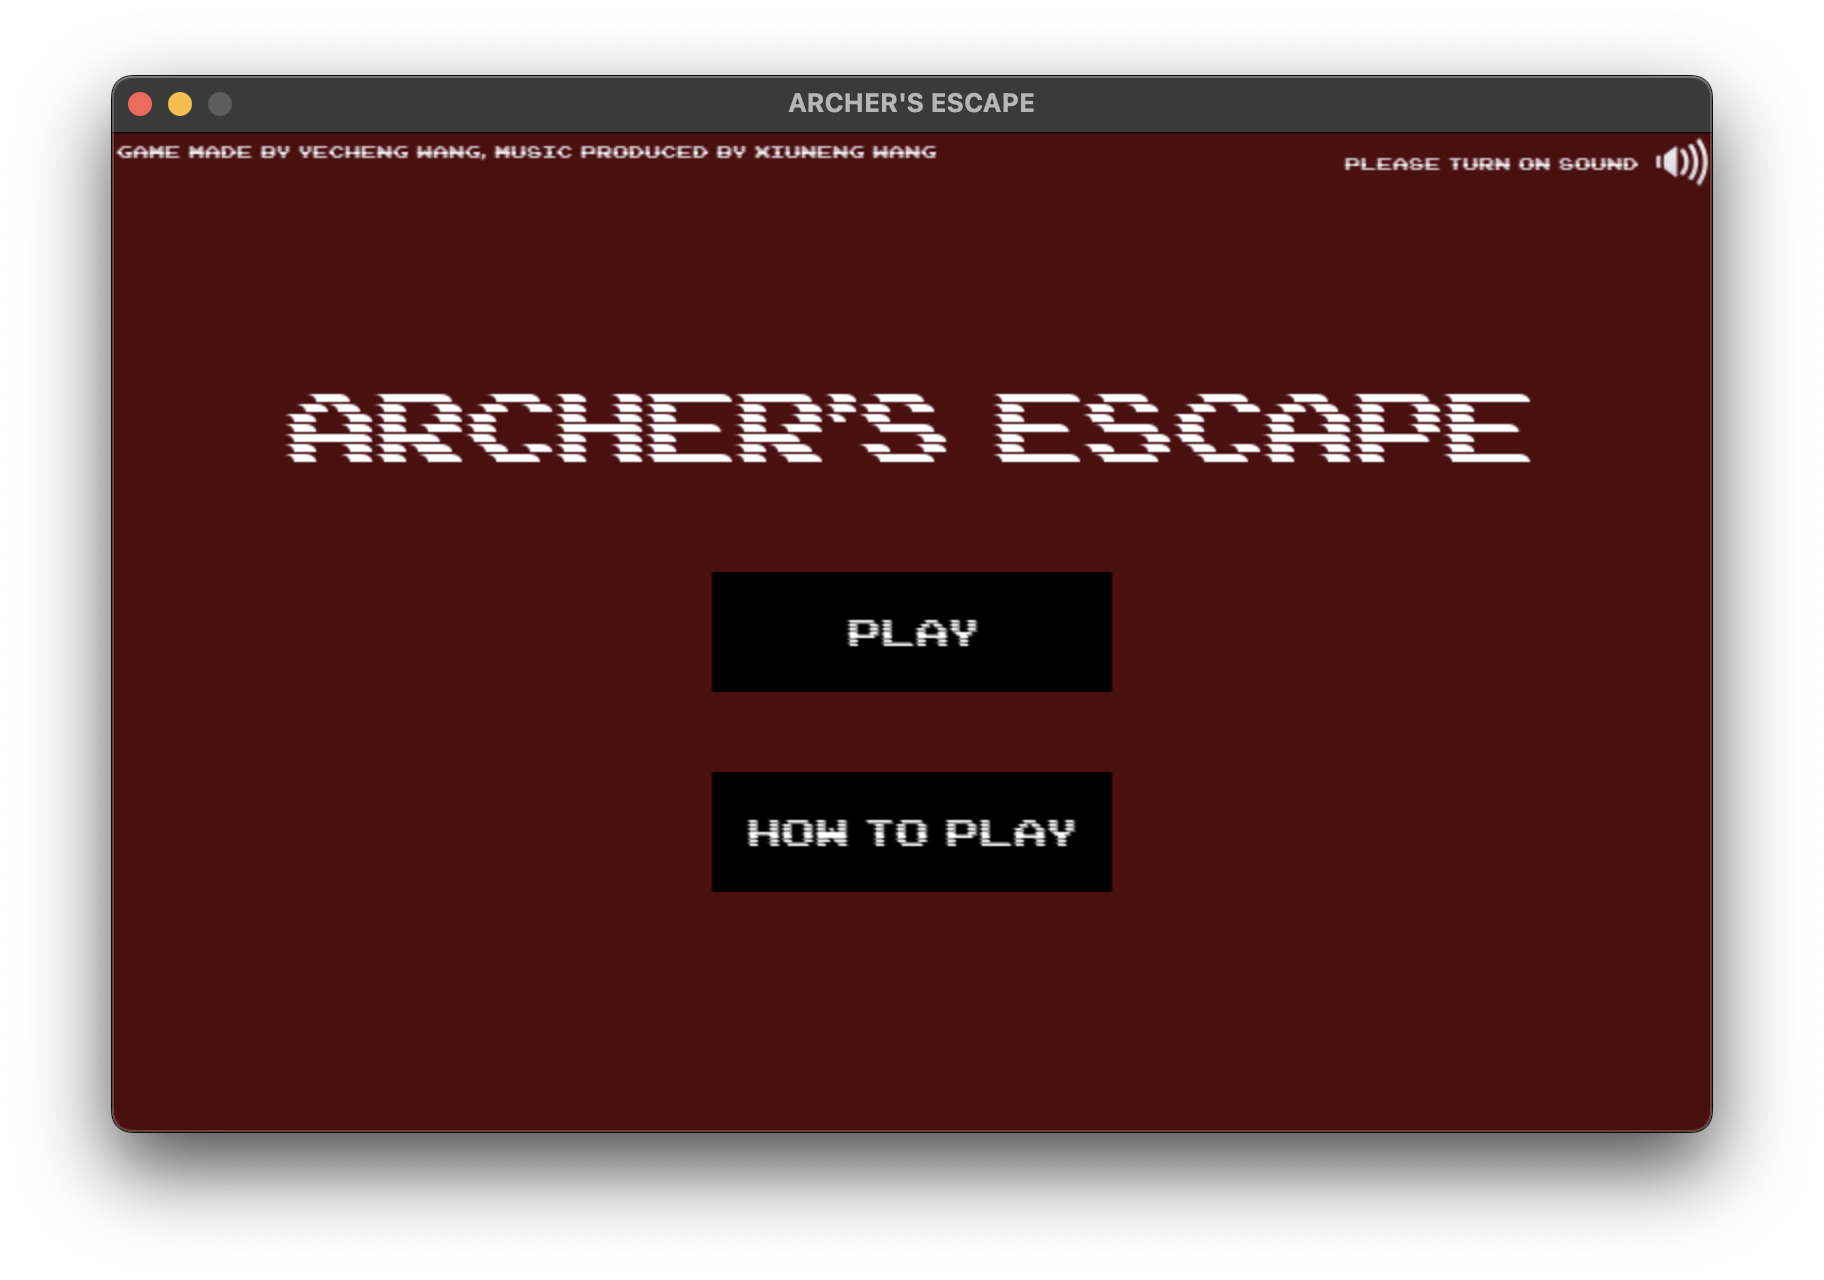 ARCHER'S ESCAPE
GAME MADE BY YECHENG WANG, MUSIC PRODUCED BY XIUNENG WANG
PLEASE TURN ON SOUND
ARCHER'S ESCAPE
PLAY
HOW TO PLAY